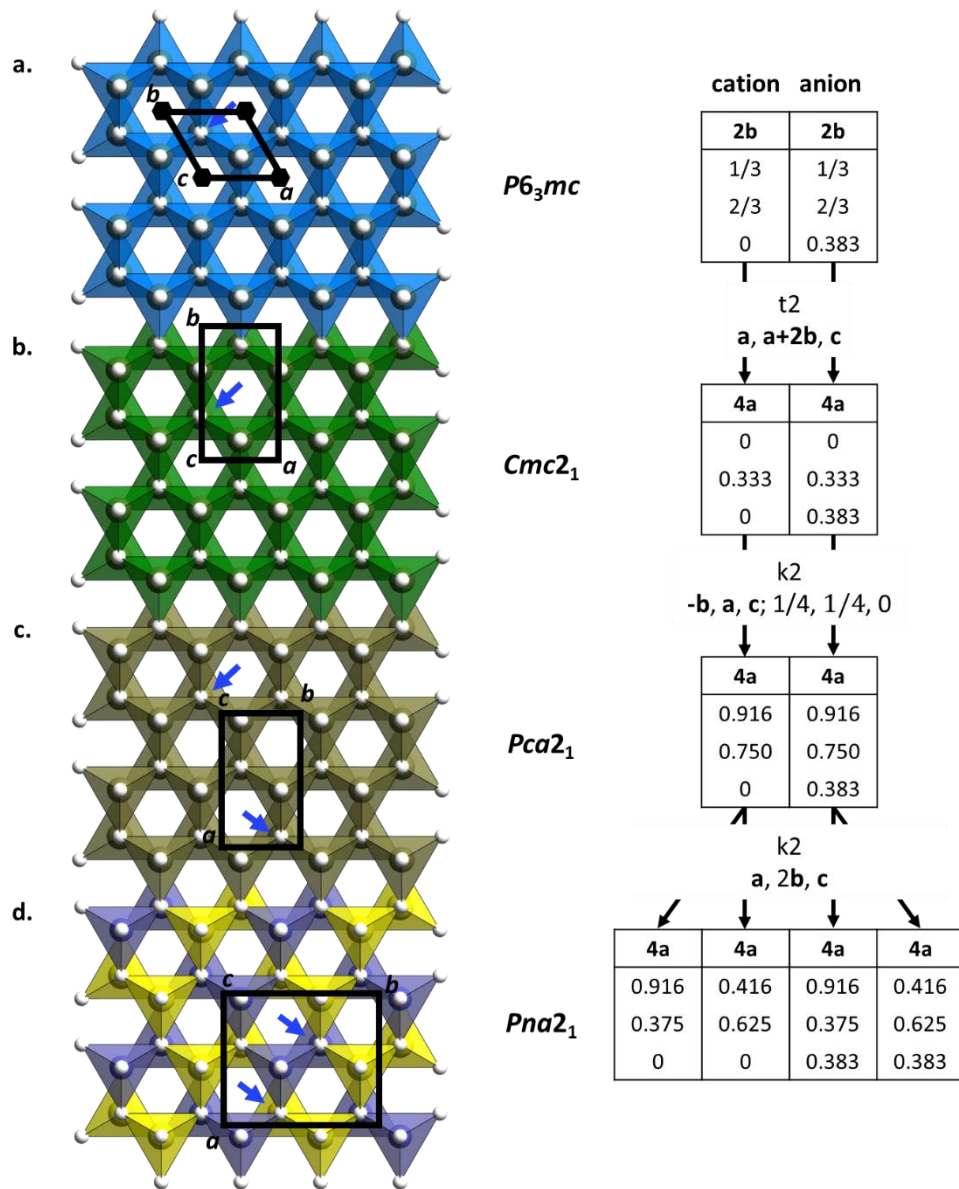 a.
b
c
a
cation anion
P6₃mc
2b 2b
1/3 1/3
2/3 2/3
0 0.383
t2
a, a+2b, c
b.
b
c
a
Cmc2₁
4a 4a
0 0
0.333 0.333
0 0.383
k2
-b, a, c; 1/4, 1/4, 0
c.
c
b
a
Pca2₁
4a 4a
0.916 0.916
0.750 0.750
0 0.383
k2
a, 2b, c
d.
c
b
a
Pna2₁
4a 4a 4a 4a
0.916 0.416 0.916 0.416
0.375 0.625 0.375 0.625
0 0 0.383 0.383